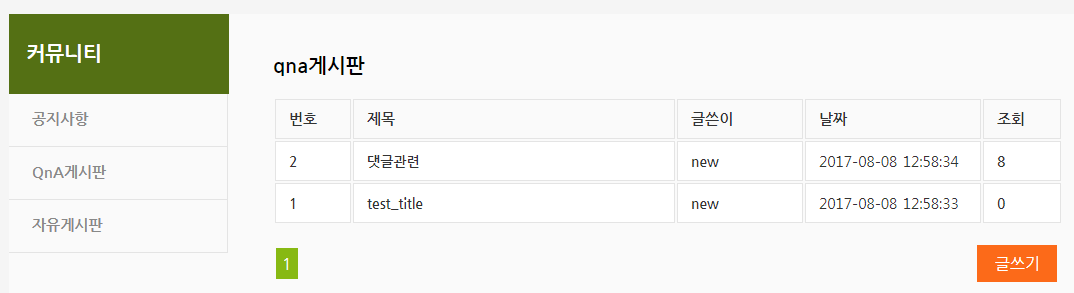 커뮤니티
공지사항
QnA게시판
자유게시판
qna게시판
번호 제목 글쓴이 날짜 조회
2 댓글관련 new 2017-08-08 12:58:34 8
1 test_title new 2017-08-08 12:58:33 0
1 글쓰기